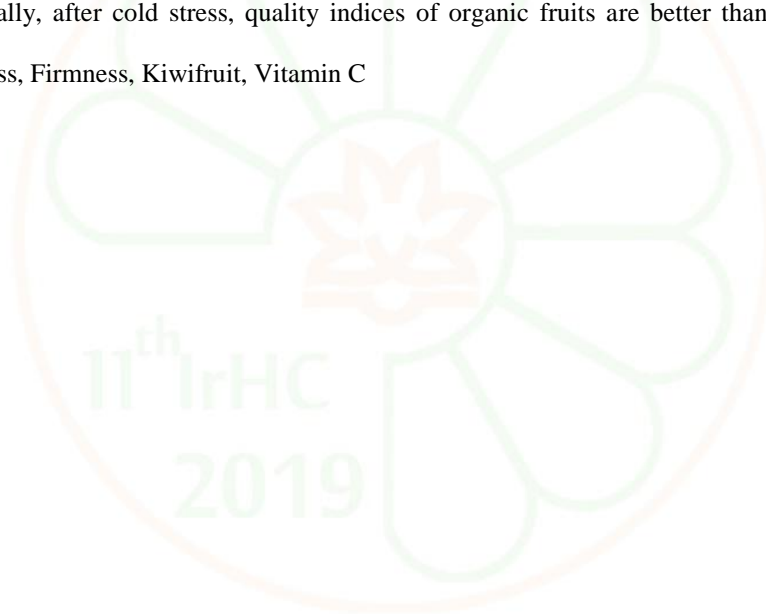 ally, after cold stress, quality indices of organic fruits are better than
ss, Firmness, Kiwifruit, Vitamin C
11th IrHC
2019